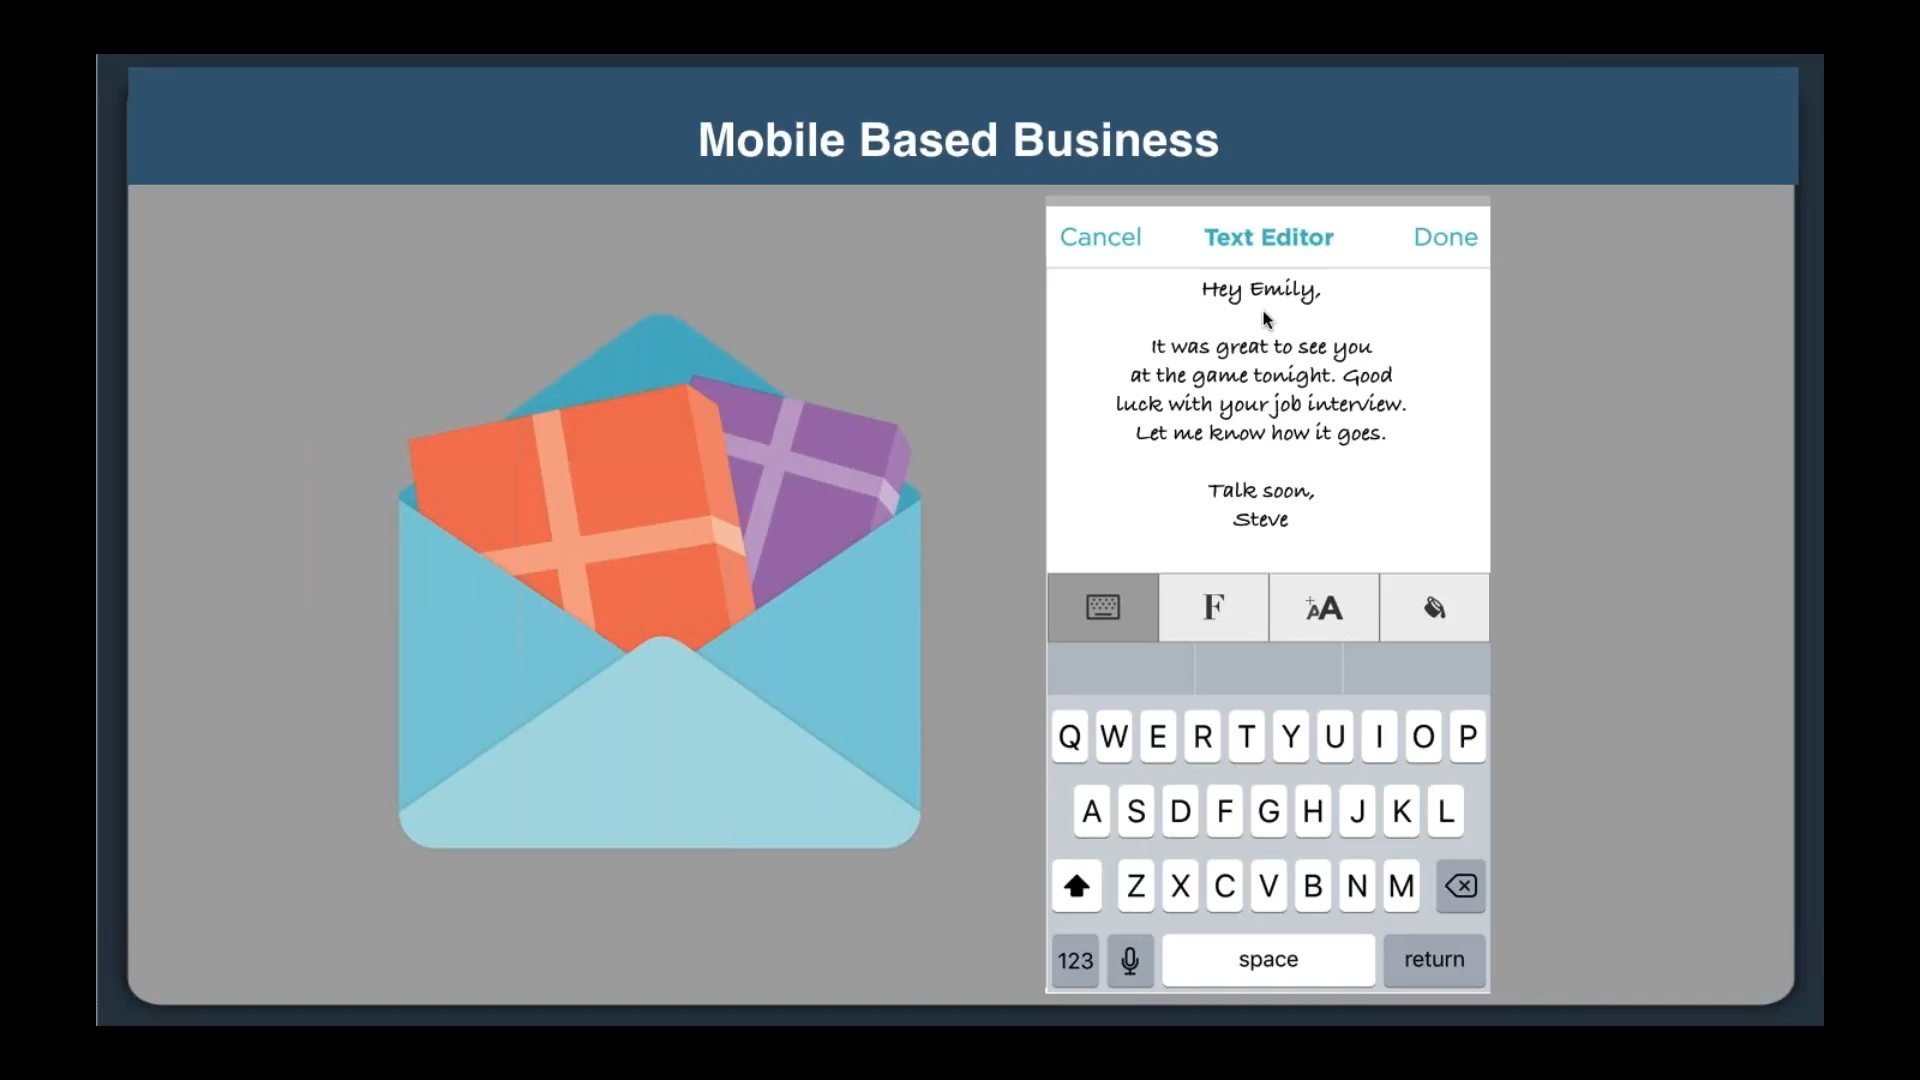 Mobile Based Business
Cancel Text Editor Done
Hey Emily,
It was great to see you
at the game tonight. Good
luck with your job interview.
Let me know how it goes.
Talk soon,
Steve
F AA
Q W E R T Y U I O P
A S D F G H J K L
Z X C V B N M
123 space return